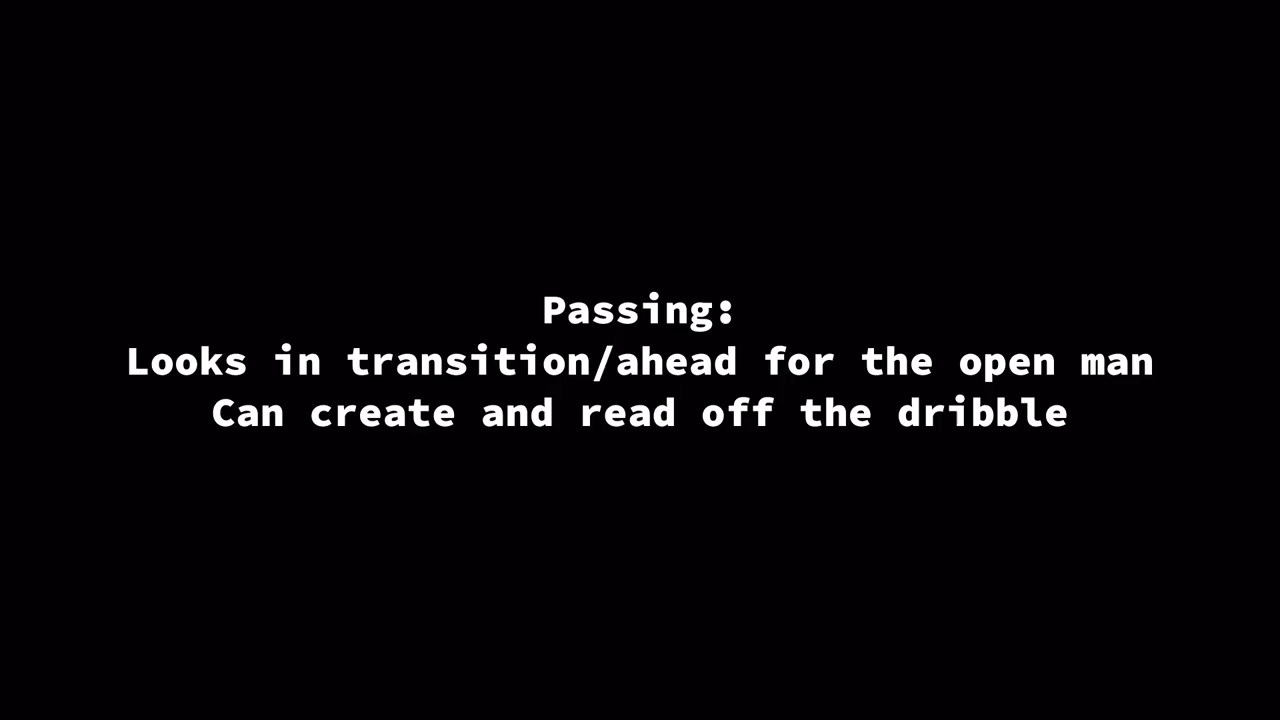 Passing:
Looks in transition/ahead for the open man
Can create and read off the dribble